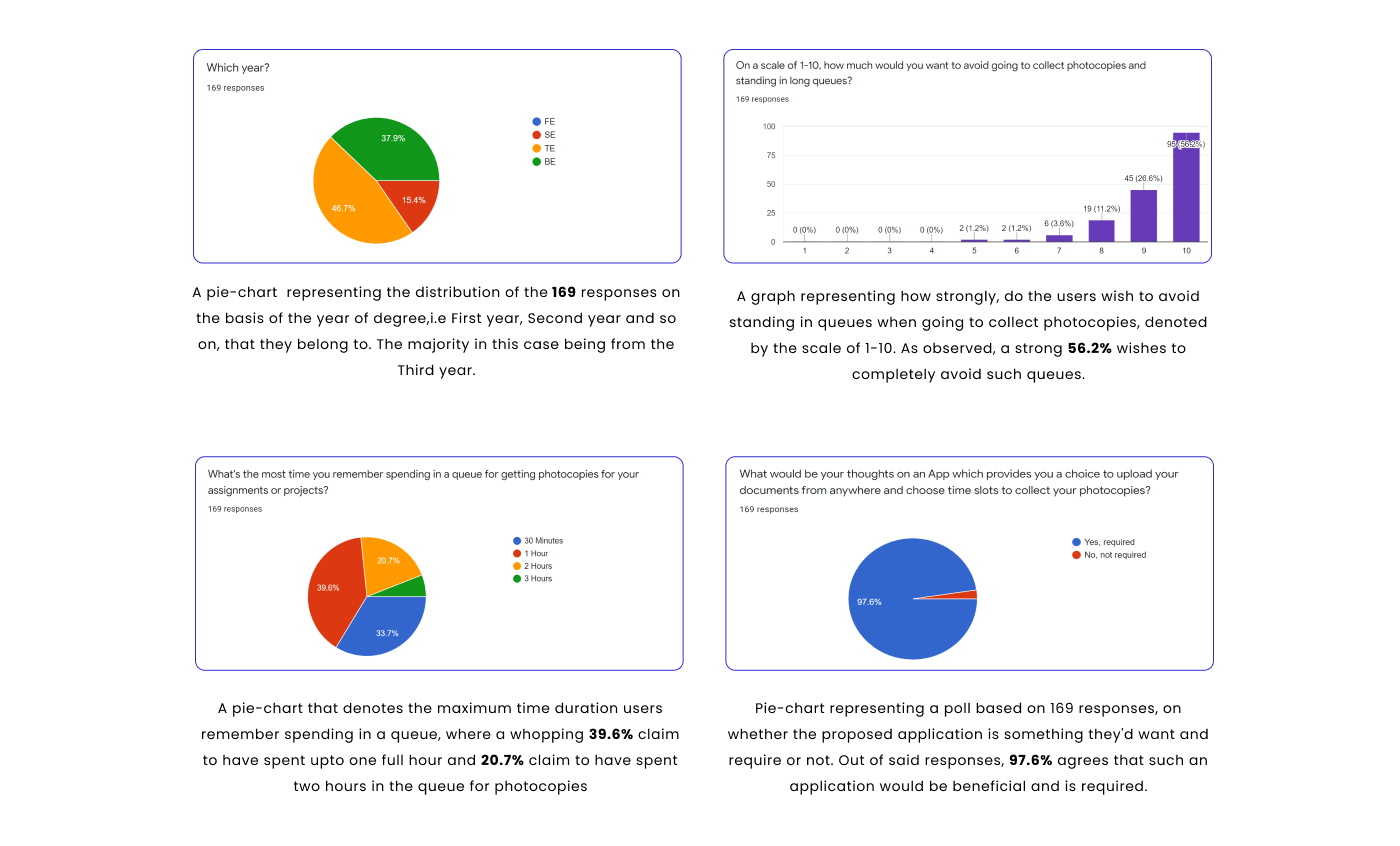 Which year?
169 responses
37.9%
46.7%
15.4%
FE
SE
TE
BE
A pie-chart  representing the distribution of the 169 responses on
the basis of the year of degree,i.e First year, Second year and so
on, that they belong to. The majority in this case being from the
Third year.
On a scale of 1-10, how much would you want to avoid going to collect photocopies and
standing in long queues?
169 responses
100
75
50
25
0
0 (0%) 0 (0%) 0 (0%) 0 (0%) 2 (1.2%) 2 (1.2%) 6 (3.6%) 19 (11.2%) 45 (26.6%) 95 (56.2%)
1 2 3 4 5 6 7 8 9 10
A graph representing how strongly, do the users wish to avoid
standing in queues when going to collect photocopies, denoted
by the scale of 1-10. As observed, a strong 56.2% wishes to
completely avoid such queues.
What's the most time you remember spending in a queue for getting photocopies for your
assignments or projects?
169 responses
20.7%
39.6%
33.7%
30 Minutes
1 Hour
2 Hours
3 Hours
A pie-chart that denotes the maximum time duration users
remember spending in a queue, where a whopping 39.6% claim
to have spent upto one full hour and 20.7% claim to have spent
two hours in the queue for photocopies
What would be your thoughts on an App which provides you a choice to upload your
documents from anywhere and choose time slots to collect your photocopies?
169 responses
97.6%
Yes, required
No, not required
Pie-chart representing a poll based on 169 responses, on
whether the proposed application is something they'd want and
require or not. Out of said responses, 97.6% agrees that such an
application would be beneficial and is required.